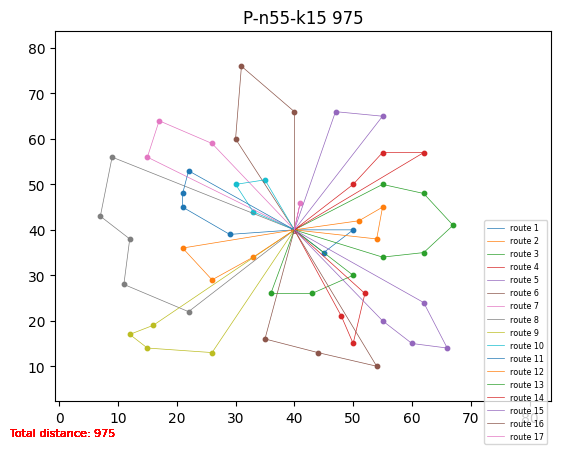 P-n55-k15 975
80
70
60
50
40
30
20
10
0
10
20
30
40
50
60
70
route 1
route 2
route 3
route 4
route 5
route 6
route 7
route 8
route 9
route 10
route 11
route 12
route 13
route 14
route 15
route 16
route 17
Total distance: 975